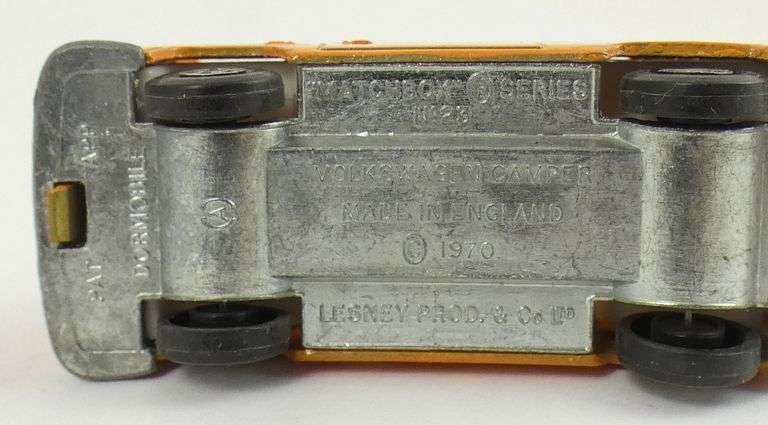 MATCHBOX ® SERIES
Nº 23
VOLKSWAGEN CAMPER
MADE IN ENGLAND
© 1970
LESNEY PROD. & Co LTD
Ⓐ
DORMOBILE
PAT APP